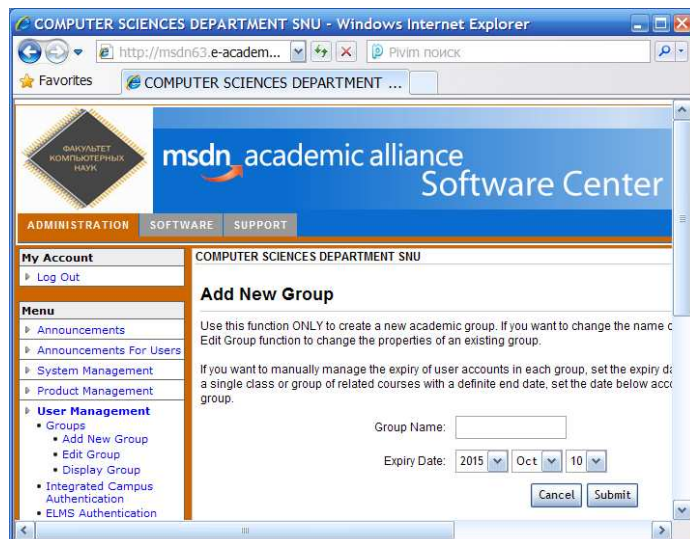 COMPUTER SCIENCES DEPARTMENT SNU - Windows Internet Explorer
http://msdn63.e-academ...
Pivim поиск
Favorites
COMPUTER SCIENCES DEPARTMENT ...
ФАКУЛЬТЕТ
КОМПЬЮТЕРНЫХ
НАУК
msdn academic alliance
Software Center
ADMINISTRATION SOFTWARE SUPPORT
My Account
Log Out
Menu
Announcements
Announcements For Users
System Management
Product Management
User Management
• Groups
• Add New Group
• Edit Group
• Display Group
• Integrated Campus
Authentication
• ELMS Authentication
COMPUTER SCIENCES DEPARTMENT SNU
Add New Group
Use this function ONLY to create a new academic group. If you want to change the name
Edit Group function to change the properties of an existing group.
If you want to manually manage the expiry of user accounts in each group, set the expiry
a single class or group of related courses with a definite end date, set the date below
group.
Group Name:
Expiry Date: 2015 Oct 10
Cancel Submit